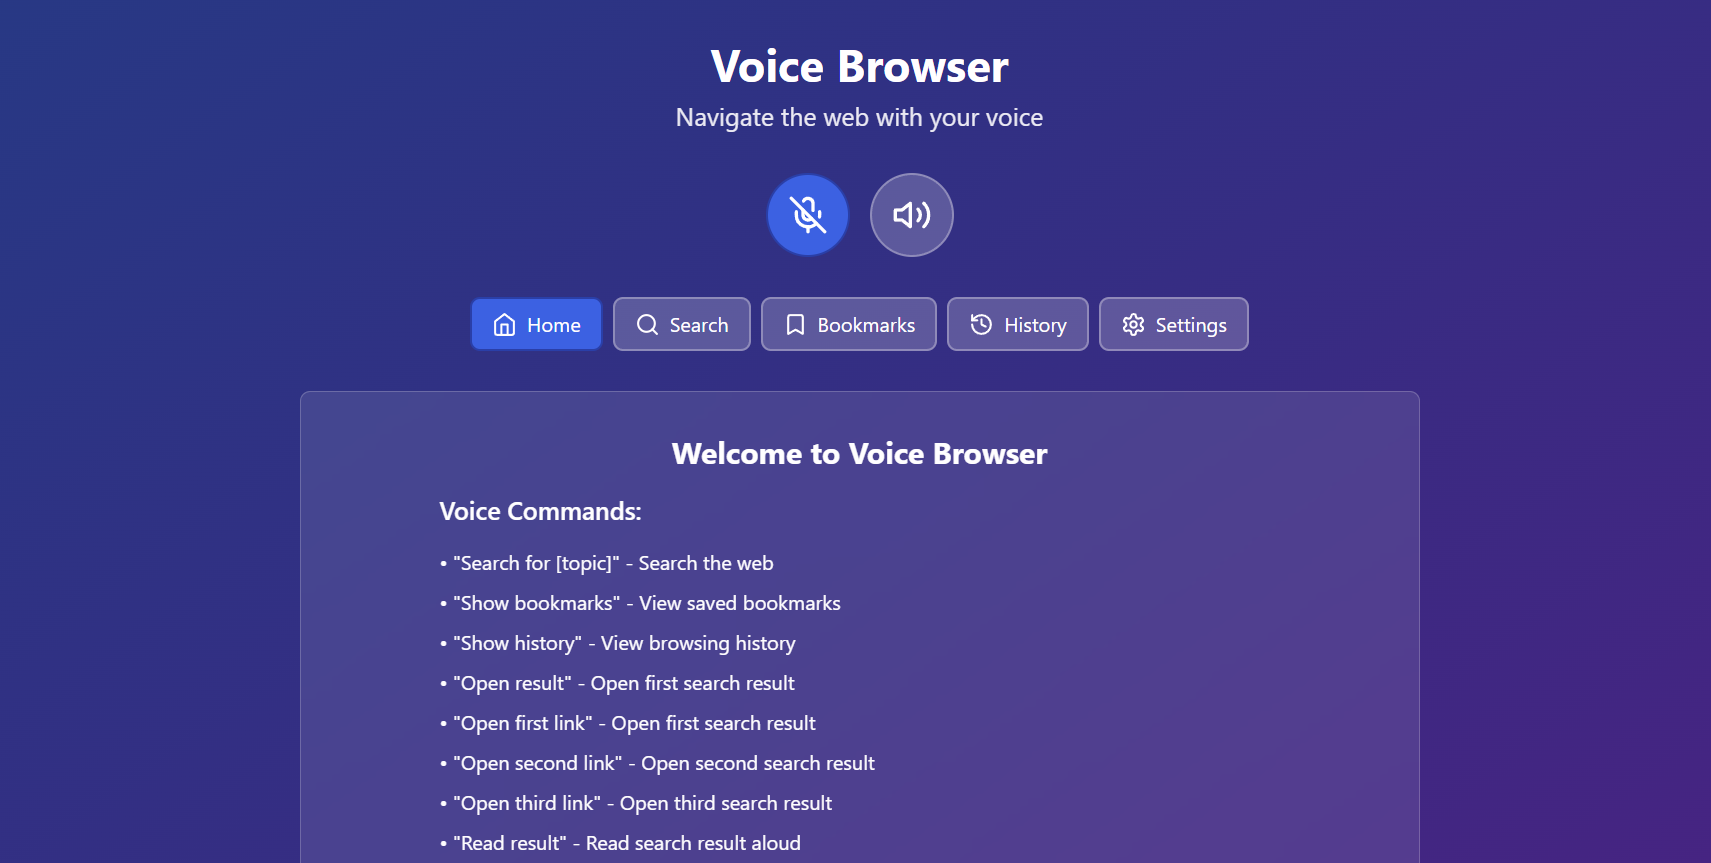 Voice Browser
Navigate the web with your voice
Home
Search
Bookmarks
History
Settings
Welcome to Voice Browser
Voice Commands:
• "Search for [topic]" - Search the web
• "Show bookmarks" - View saved bookmarks
• "Show history" - View browsing history
• "Open result" - Open first search result
• "Open first link" - Open first search result
• "Open second link" - Open second search result
• "Open third link" - Open third search result
• "Read result" - Read search result aloud